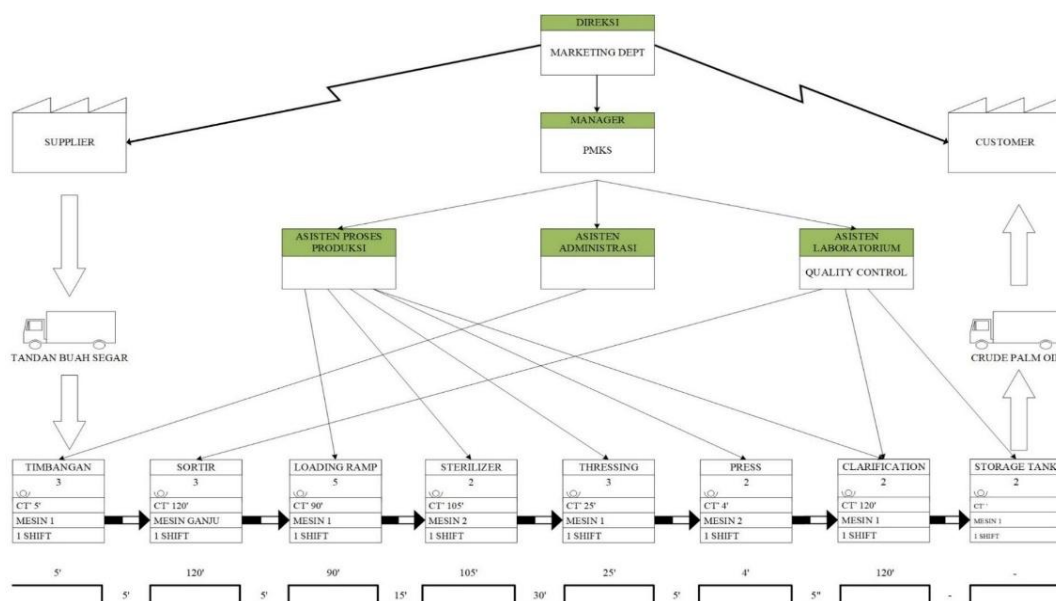 DIREKSI
MARKETING DEPT
SUPPLIER
MANAGER
PMKS
CUSTOMER
ASISTEN PROSES
PRODUKSI
ASISTEN
ADMINISTRASI
ASISTEN
LABORATORIUM
QUALITY CONTROL
TANDAN BUAH SEGAR
CRUDE PALM OIL
TIMBANGAN
3
CT' 5'
MESIN 1
1 SHIFT
SORTIR
3
CT' 120'
MESIN GANJU
1 SHIFT
LOADING RAMP
5
CT' 90'
MESIN 1
1 SHIFT
STERILIZER
2
CT' 105'
MESIN 2
1 SHIFT
THRESSING
3
CT' 25'
MESIN 1
1 SHIFT
PRESS
2
CT' 4'
MESIN 2
1 SHIFT
CLARIFICATION
2
CT' 120'
MESIN 1
1 SHIFT
STORAGE TANK
2
CT'
MESIN 1
1 SHIFT
5' 120' 90' 105' 25' 4' 120' -
5' 5' 15' 30' 5' 5" -